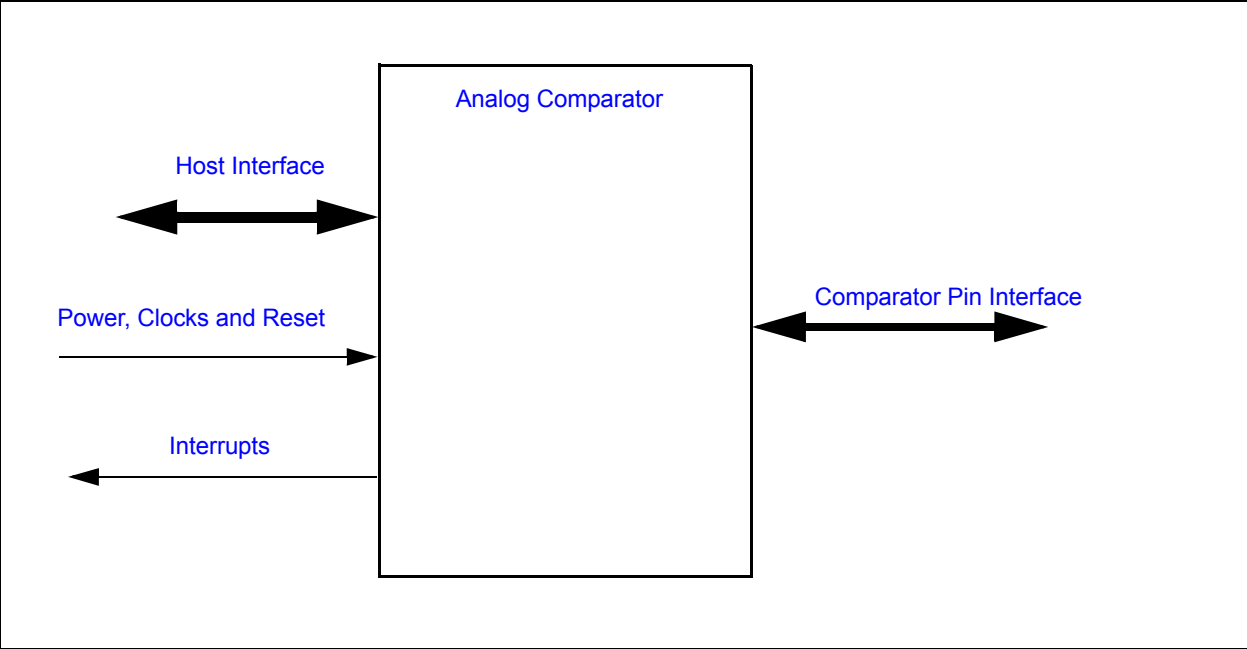 Analog Comparator
Host Interface
Power, Clocks and Reset
Interrupts
Comparator Pin Interface